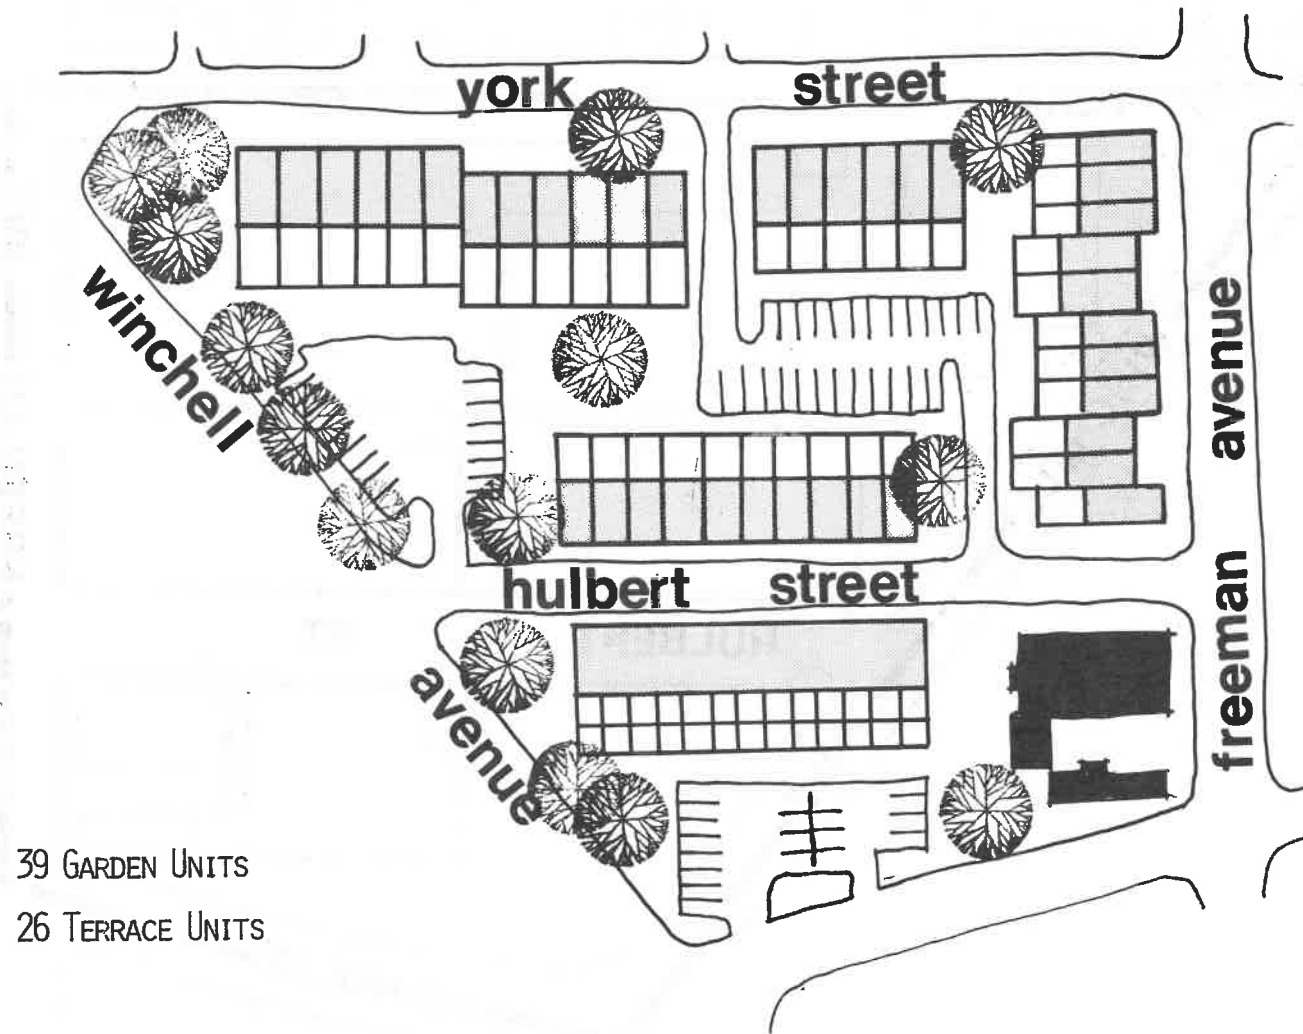 york street
winchell avenue
hulbert street
freeman avenue
39 GARDEN UNITS
26 TERRACE UNITS